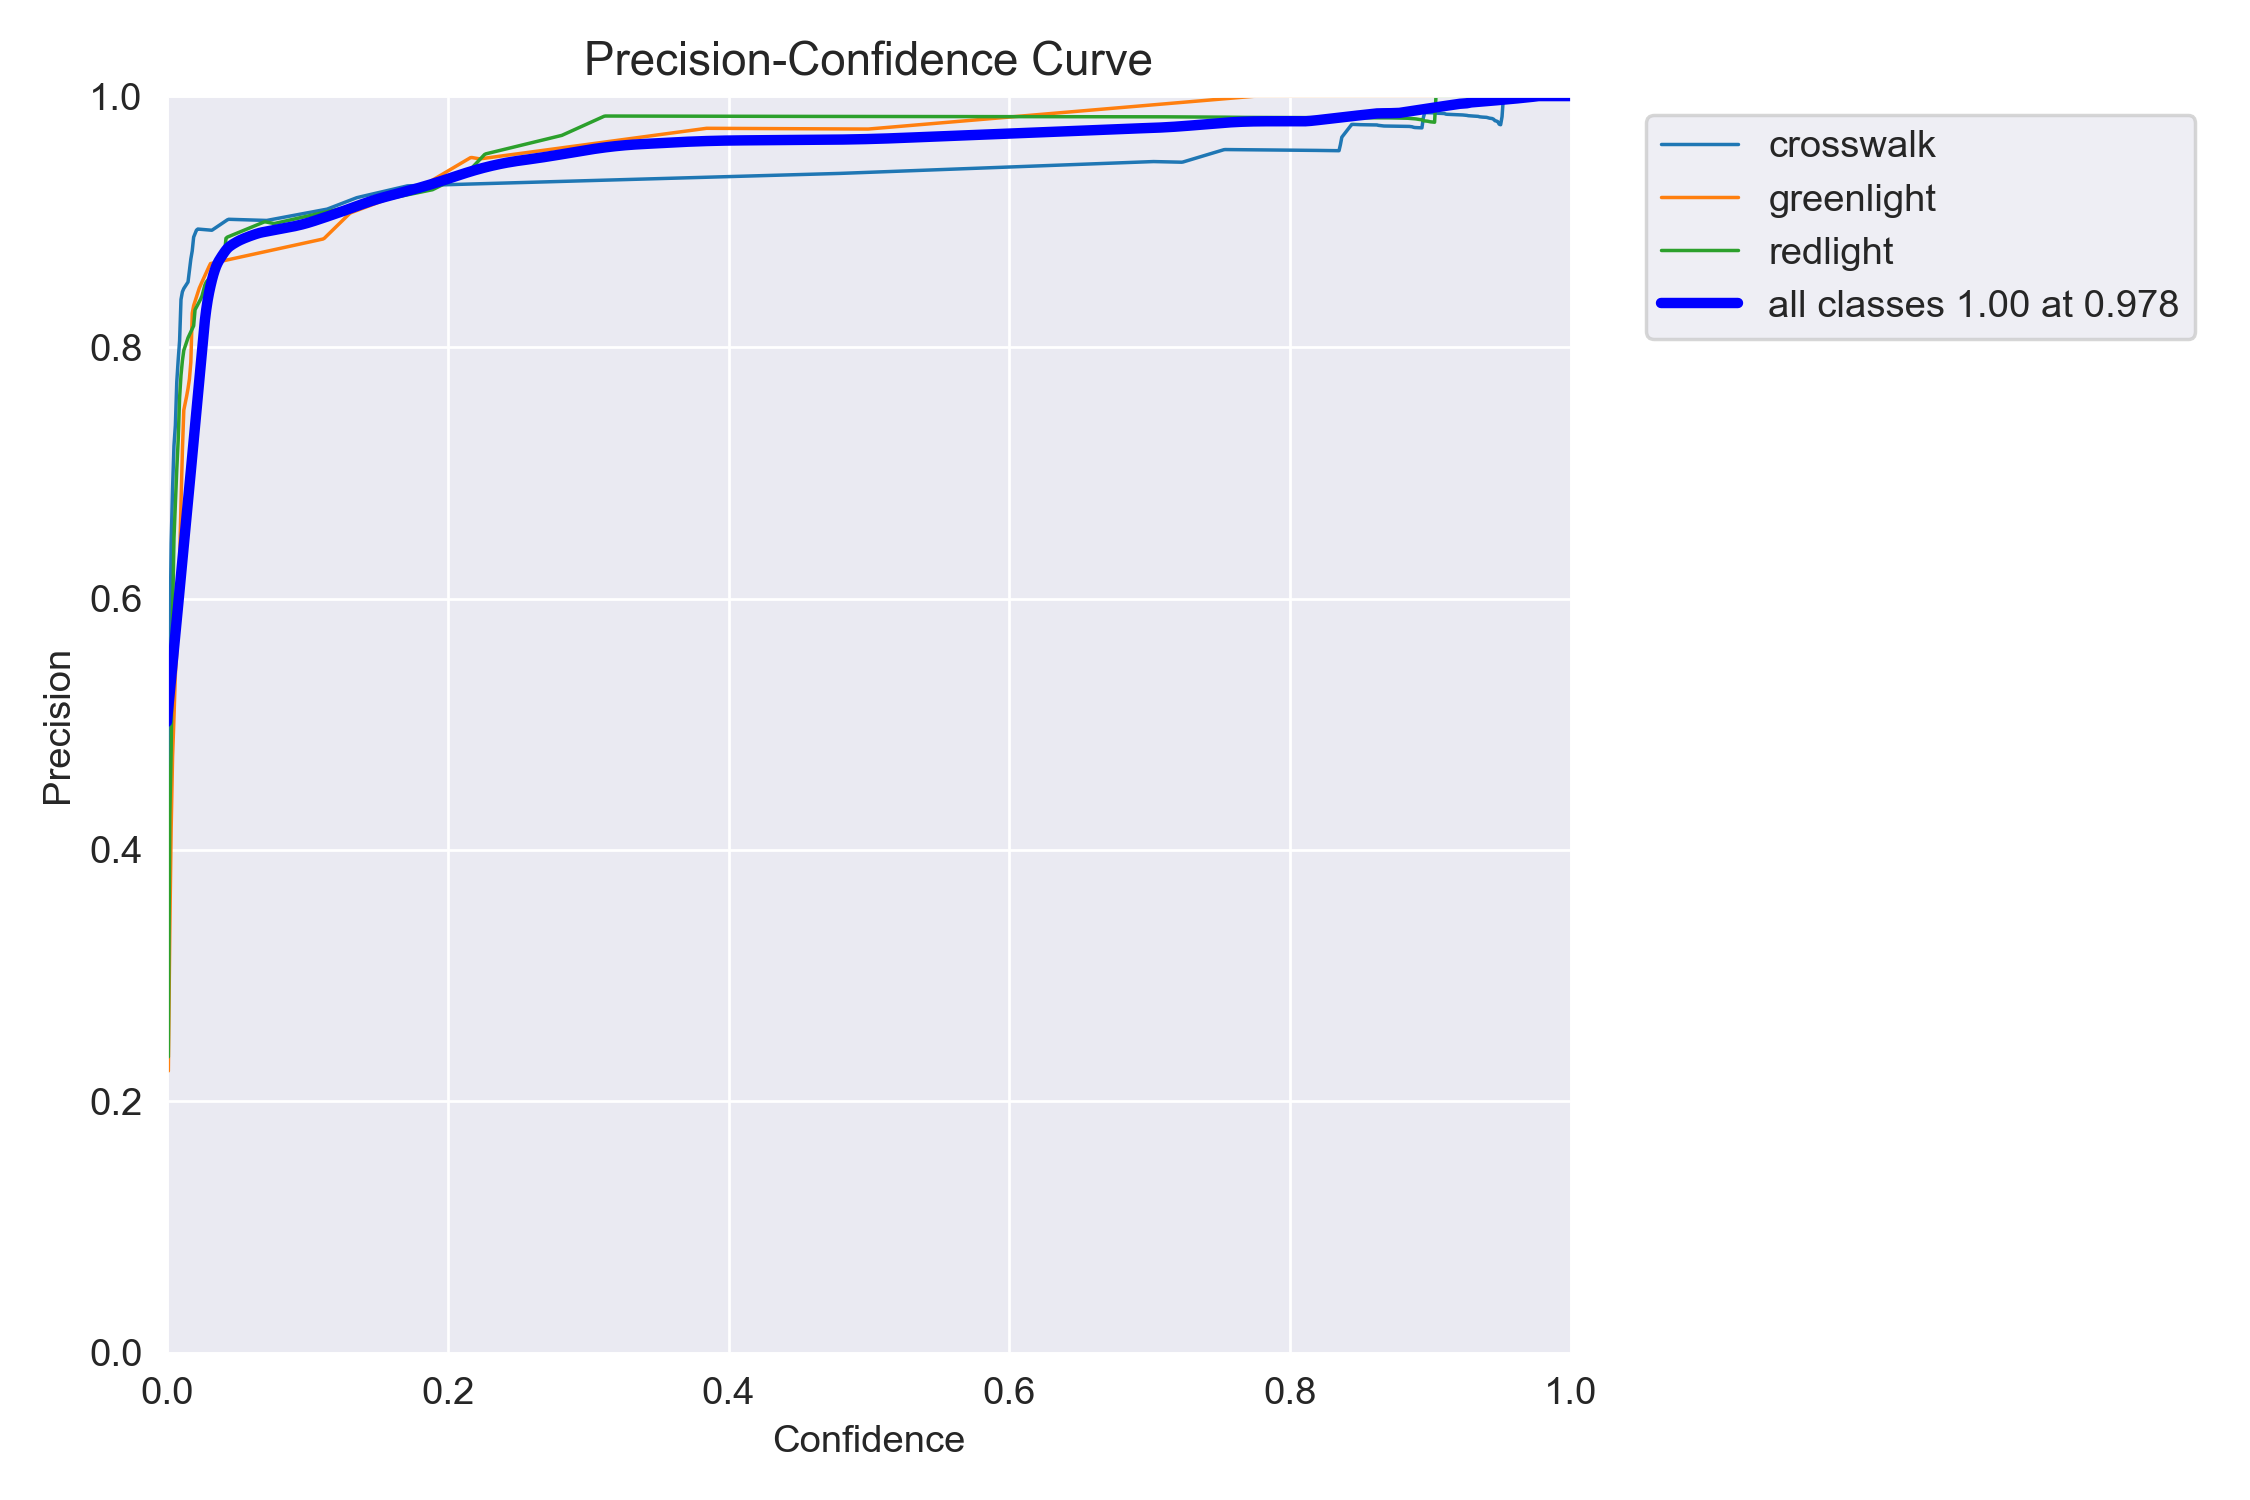 Precision-Confidence Curve
1.0
0.8
0.6
0.4
0.2
0.0
Precision
0.0 0.2 0.4 0.6 0.8 1.0
Confidence
crosswalk
greenlight
redlight
all classes 1.00 at 0.978